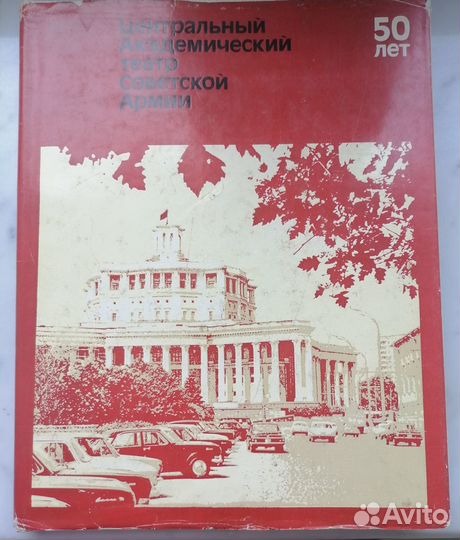 Центральный
Академический
театр
Советской
Армии
50
лет
Avito